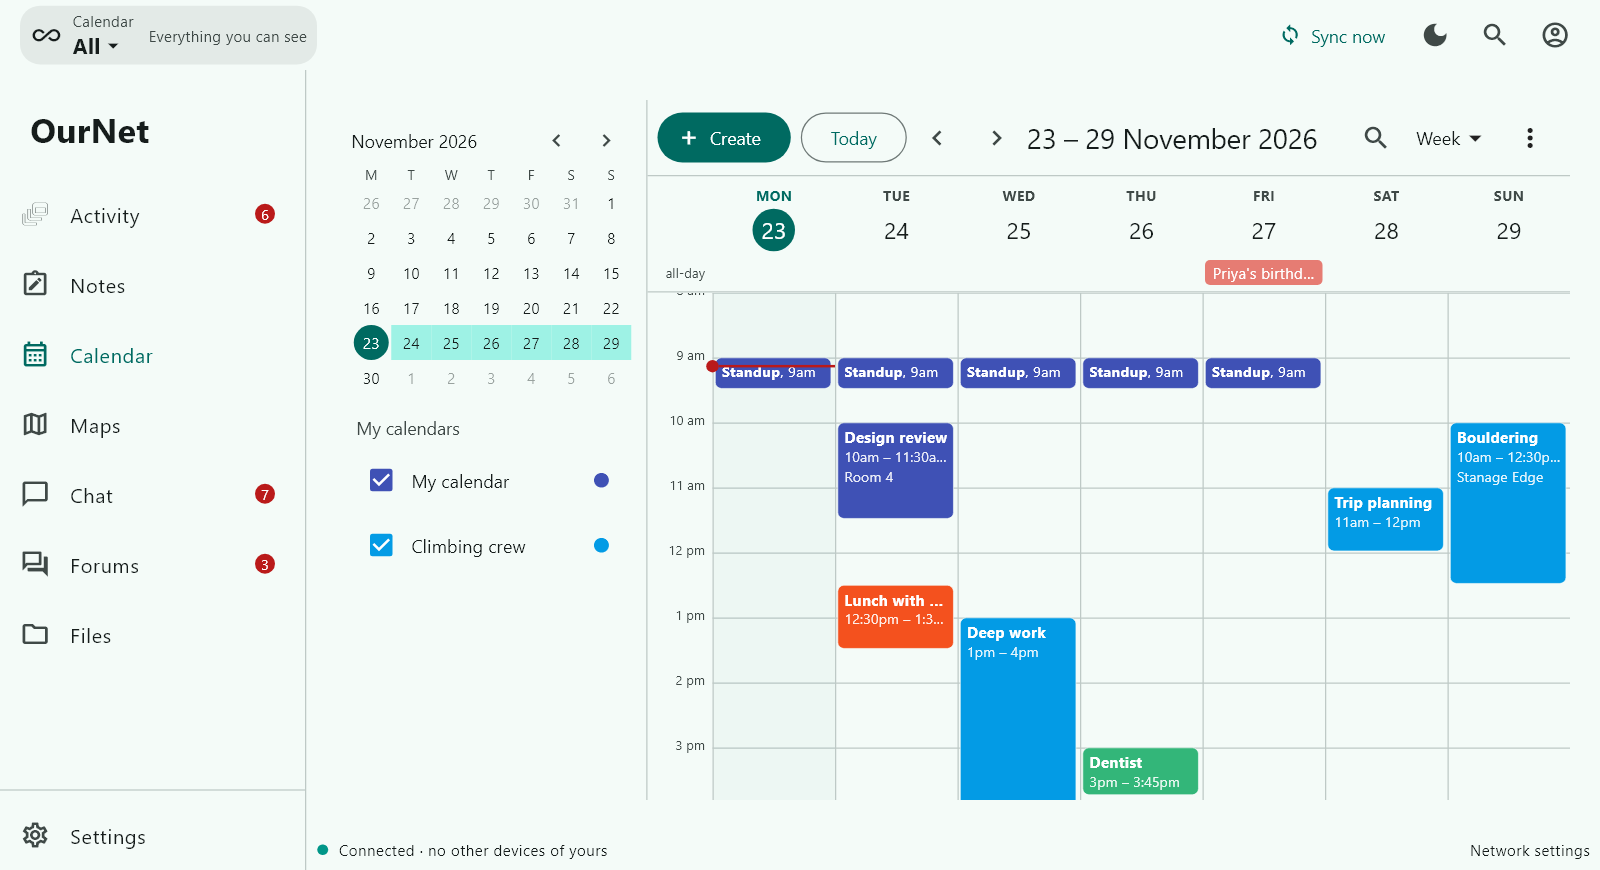 Calendar
All
Everything you can see
Sync now
OurNet
Activity
6
Notes
Calendar
Maps
Chat
7
Forums
3
Files
Settings
November 2026
M T W T F S S
26 27 28 29 30 31 1
2 3 4 5 6 7 8
9 10 11 12 13 14 15
16 17 18 19 20 21 22
23 24 25 26 27 28 29
30 1 2 3 4 5 6
My calendars
My calendar
Climbing crew
Create
Today
23 – 29 November 2026
Week
MON TUE WED THU FRI SAT SUN
23 24 25 26 27 28 29
all-day
Priya's birthd...
9 am
Standup, 9am
Standup, 9am
Standup, 9am
Standup, 9am
Standup, 9am
10 am
Design review
10am – 11:30a...
Room 4
Bouldering
10am – 12:30p...
Stanage Edge
11 am
Trip planning
11am – 12pm
12 pm
Lunch with ...
12:30pm – 1:3...
1 pm
Deep work
1pm – 4pm
2 pm
3 pm
Dentist
3pm – 3:45pm
Connected · no other devices of yours
Network settings